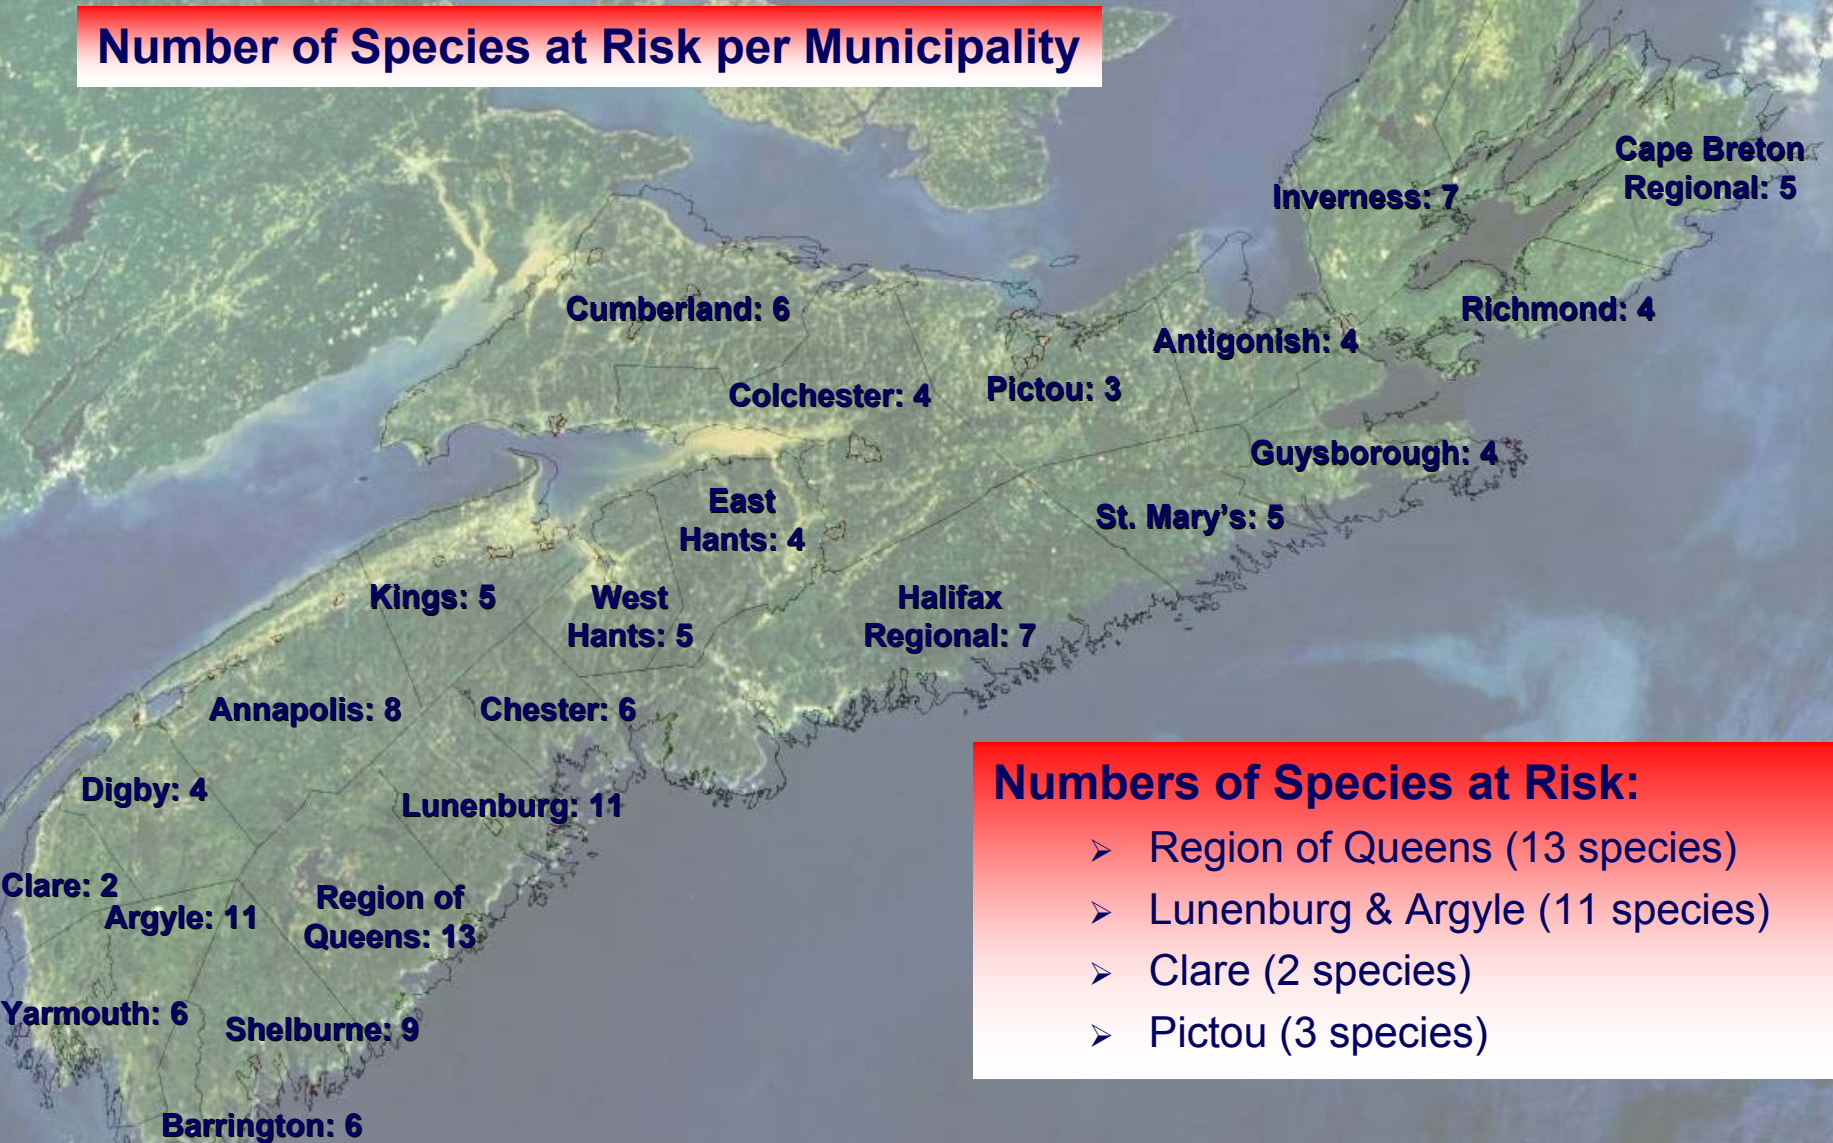 Number of Species at Risk per Municipality
Cape Breton
Regional: 5
Inverness: 7
Cumberland: 6
Richmond: 4
Antigonish: 4
Colchester: 4
Pictou: 3
Guysborough: 4
East
Hants: 4
St. Mary’s: 5
Kings: 5
West
Hants: 5
Halifax
Regional: 7
Annapolis: 8
Chester: 6
Digby: 4
Lunenburg: 11
Clare: 2
Argyle: 11
Region of
Queens: 13
Yarmouth: 6
Shelburne: 9
Barrington: 6
Numbers of Species at Risk:
➢ Region of Queens (13 species)
➢ Lunenburg & Argyle (11 species)
➢ Clare (2 species)
➢ Pictou (3 species)